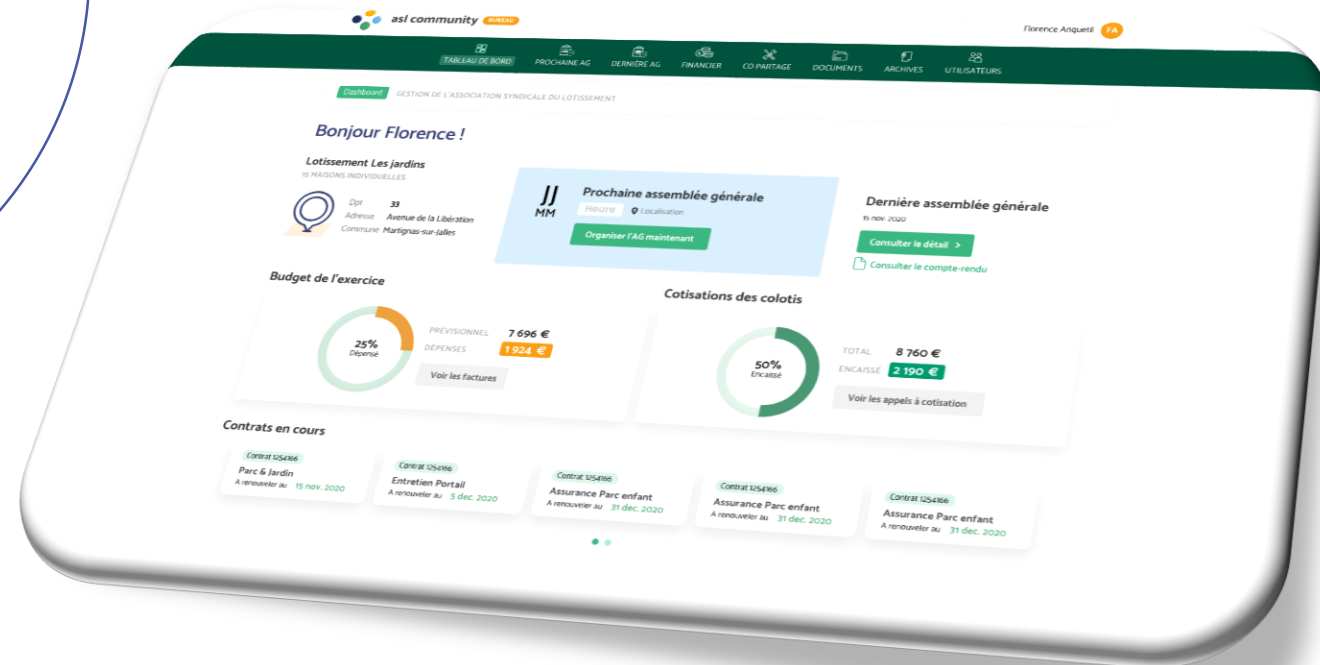 asl community BUREAU
Florence Anquetil FA
TABLEAU DE BORD PROCHAINE AG DERNIÈRE AG FINANCIER CO PARTAGE DOCUMENTS ARCHIVES UTILISATEURS
Dashboard GESTION DE L'ASSOCIATION SYNDICALE DU LOTISSEMENT
Bonjour Florence !
Lotissement Les jardins
15 MAISONS INDIVIDUELLES
Dpt 33
Adresse Avenue de la Libération
Commune Martignas-sur-Jalles
JJ
MM
Prochaine assemblée générale
Heure Localisation
Organiser l'AG maintenant
Dernière assemblée générale
15 nov. 2020
Consulter le détail >
Consulter le compte-rendu
Budget de l'exercice
25%
Dépensé
PRÉVISIONNEL 7 696 €
DÉPENSES 1 924 €
Voir les factures
Cotisations des colotis
50%
Encaissé
TOTAL 8 760 €
ENCAISSÉ 2 190 €
Voir les appels à cotisation
Contrats en cours
Contrat 1254166
Parc & Jardin
A renouveler au 15 nov. 2020
Contrat 1254166
Entretien Portail
A renouveler au 5 dec. 2020
Contrat 1254166
Assurance Parc enfant
A renouveler au 31 dec. 2020
Contrat 1254166
Assurance Parc enfant
A renouveler au 31 dec. 2020
Contrat 1254166
Assurance Parc enfant
A renouveler au 31 dec. 2020